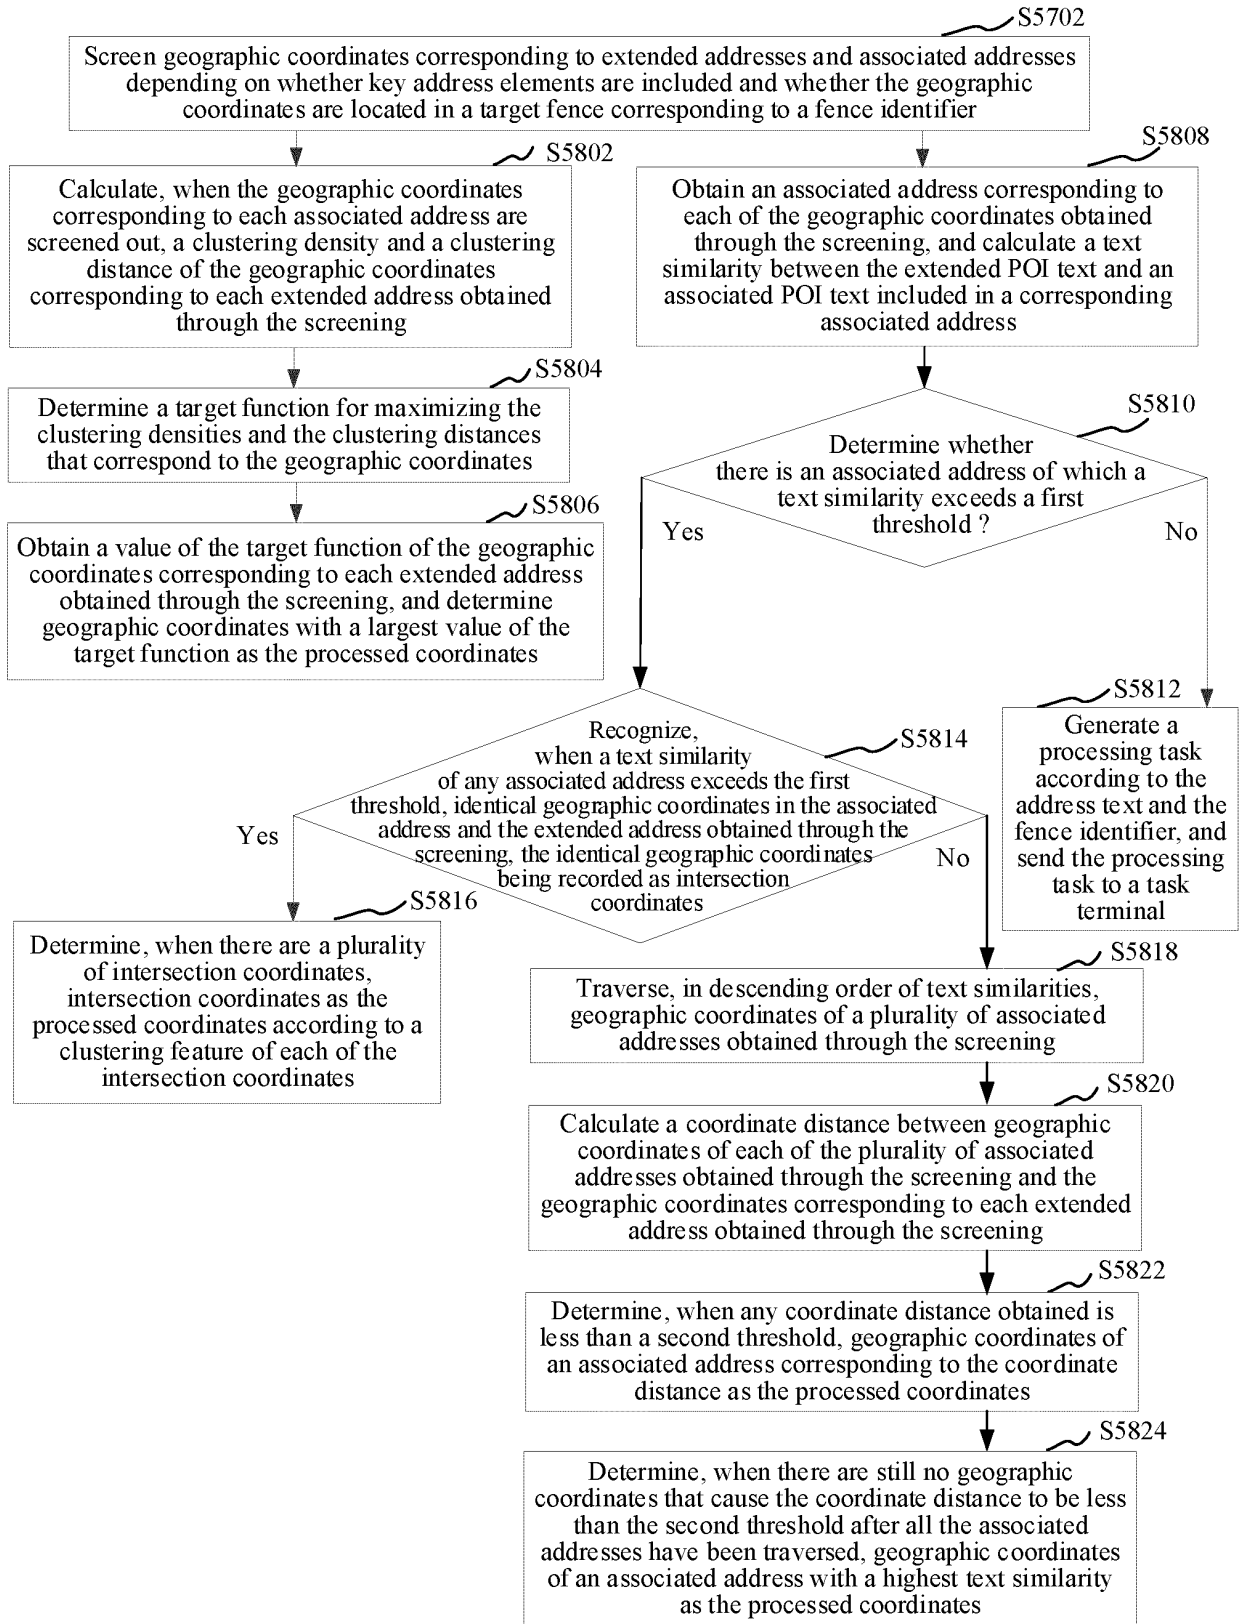 S5702
Screen geographic coordinates corresponding to extended addresses and associated addresses
depending on whether key address elements are included and whether the geographic
coordinates are located in a target fence corresponding to a fence identifier
S5802
Calculate, when the geographic coordinates
corresponding to each associated address are
screened out, a clustering density and a clustering
distance of the geographic coordinates
corresponding to each extended address obtained
through the screening
S5804
Determine a target function for maximizing the
clustering densities and the clustering distances
that correspond to the geographic coordinates
S5806
Obtain a value of the target function of the geographic
coordinates corresponding to each extended address
obtained through the screening, and determine
geographic coordinates with a largest value of the
target function as the processed coordinates
S5808
Obtain an associated address corresponding to
each of the geographic coordinates obtained
through the screening, and calculate a text
similarity between the extended POI text and an
associated POI text included in a corresponding
associated address
S5810
Determine whether
there is an associated address of which a
text similarity exceeds a first
threshold ?
Yes
No
S5812
Generate a
processing task
according to the
address text and the
fence identifier, and
send the processing
task to a task
terminal
S5814
Recognize,
when a text similarity
of any associated address exceeds the first
threshold, identical geographic coordinates in the associated
address and the extended address obtained through the
screening, the identical geographic coordinates
being recorded as intersection
coordinates
Yes
No
S5816
Determine, when there are a plurality
of intersection coordinates,
intersection coordinates as the
processed coordinates according to a
clustering feature of each of the
intersection coordinates
S5818
Traverse, in descending order of text similarities,
geographic coordinates of a plurality of associated
addresses obtained through the screening
S5820
Calculate a coordinate distance between geographic
coordinates of each of the plurality of associated
addresses obtained through the screening and the
geographic coordinates corresponding to each extended
address obtained through the screening
S5822
Determine, when any coordinate distance obtained is
less than a second threshold, geographic coordinates of
an associated address corresponding to the coordinate
distance as the processed coordinates
S5824
Determine, when there are still no geographic
coordinates that cause the coordinate distance to be less
than the second threshold after all the associated
addresses have been traversed, geographic coordinates
of an associated address with a highest text similarity
as the processed coordinates